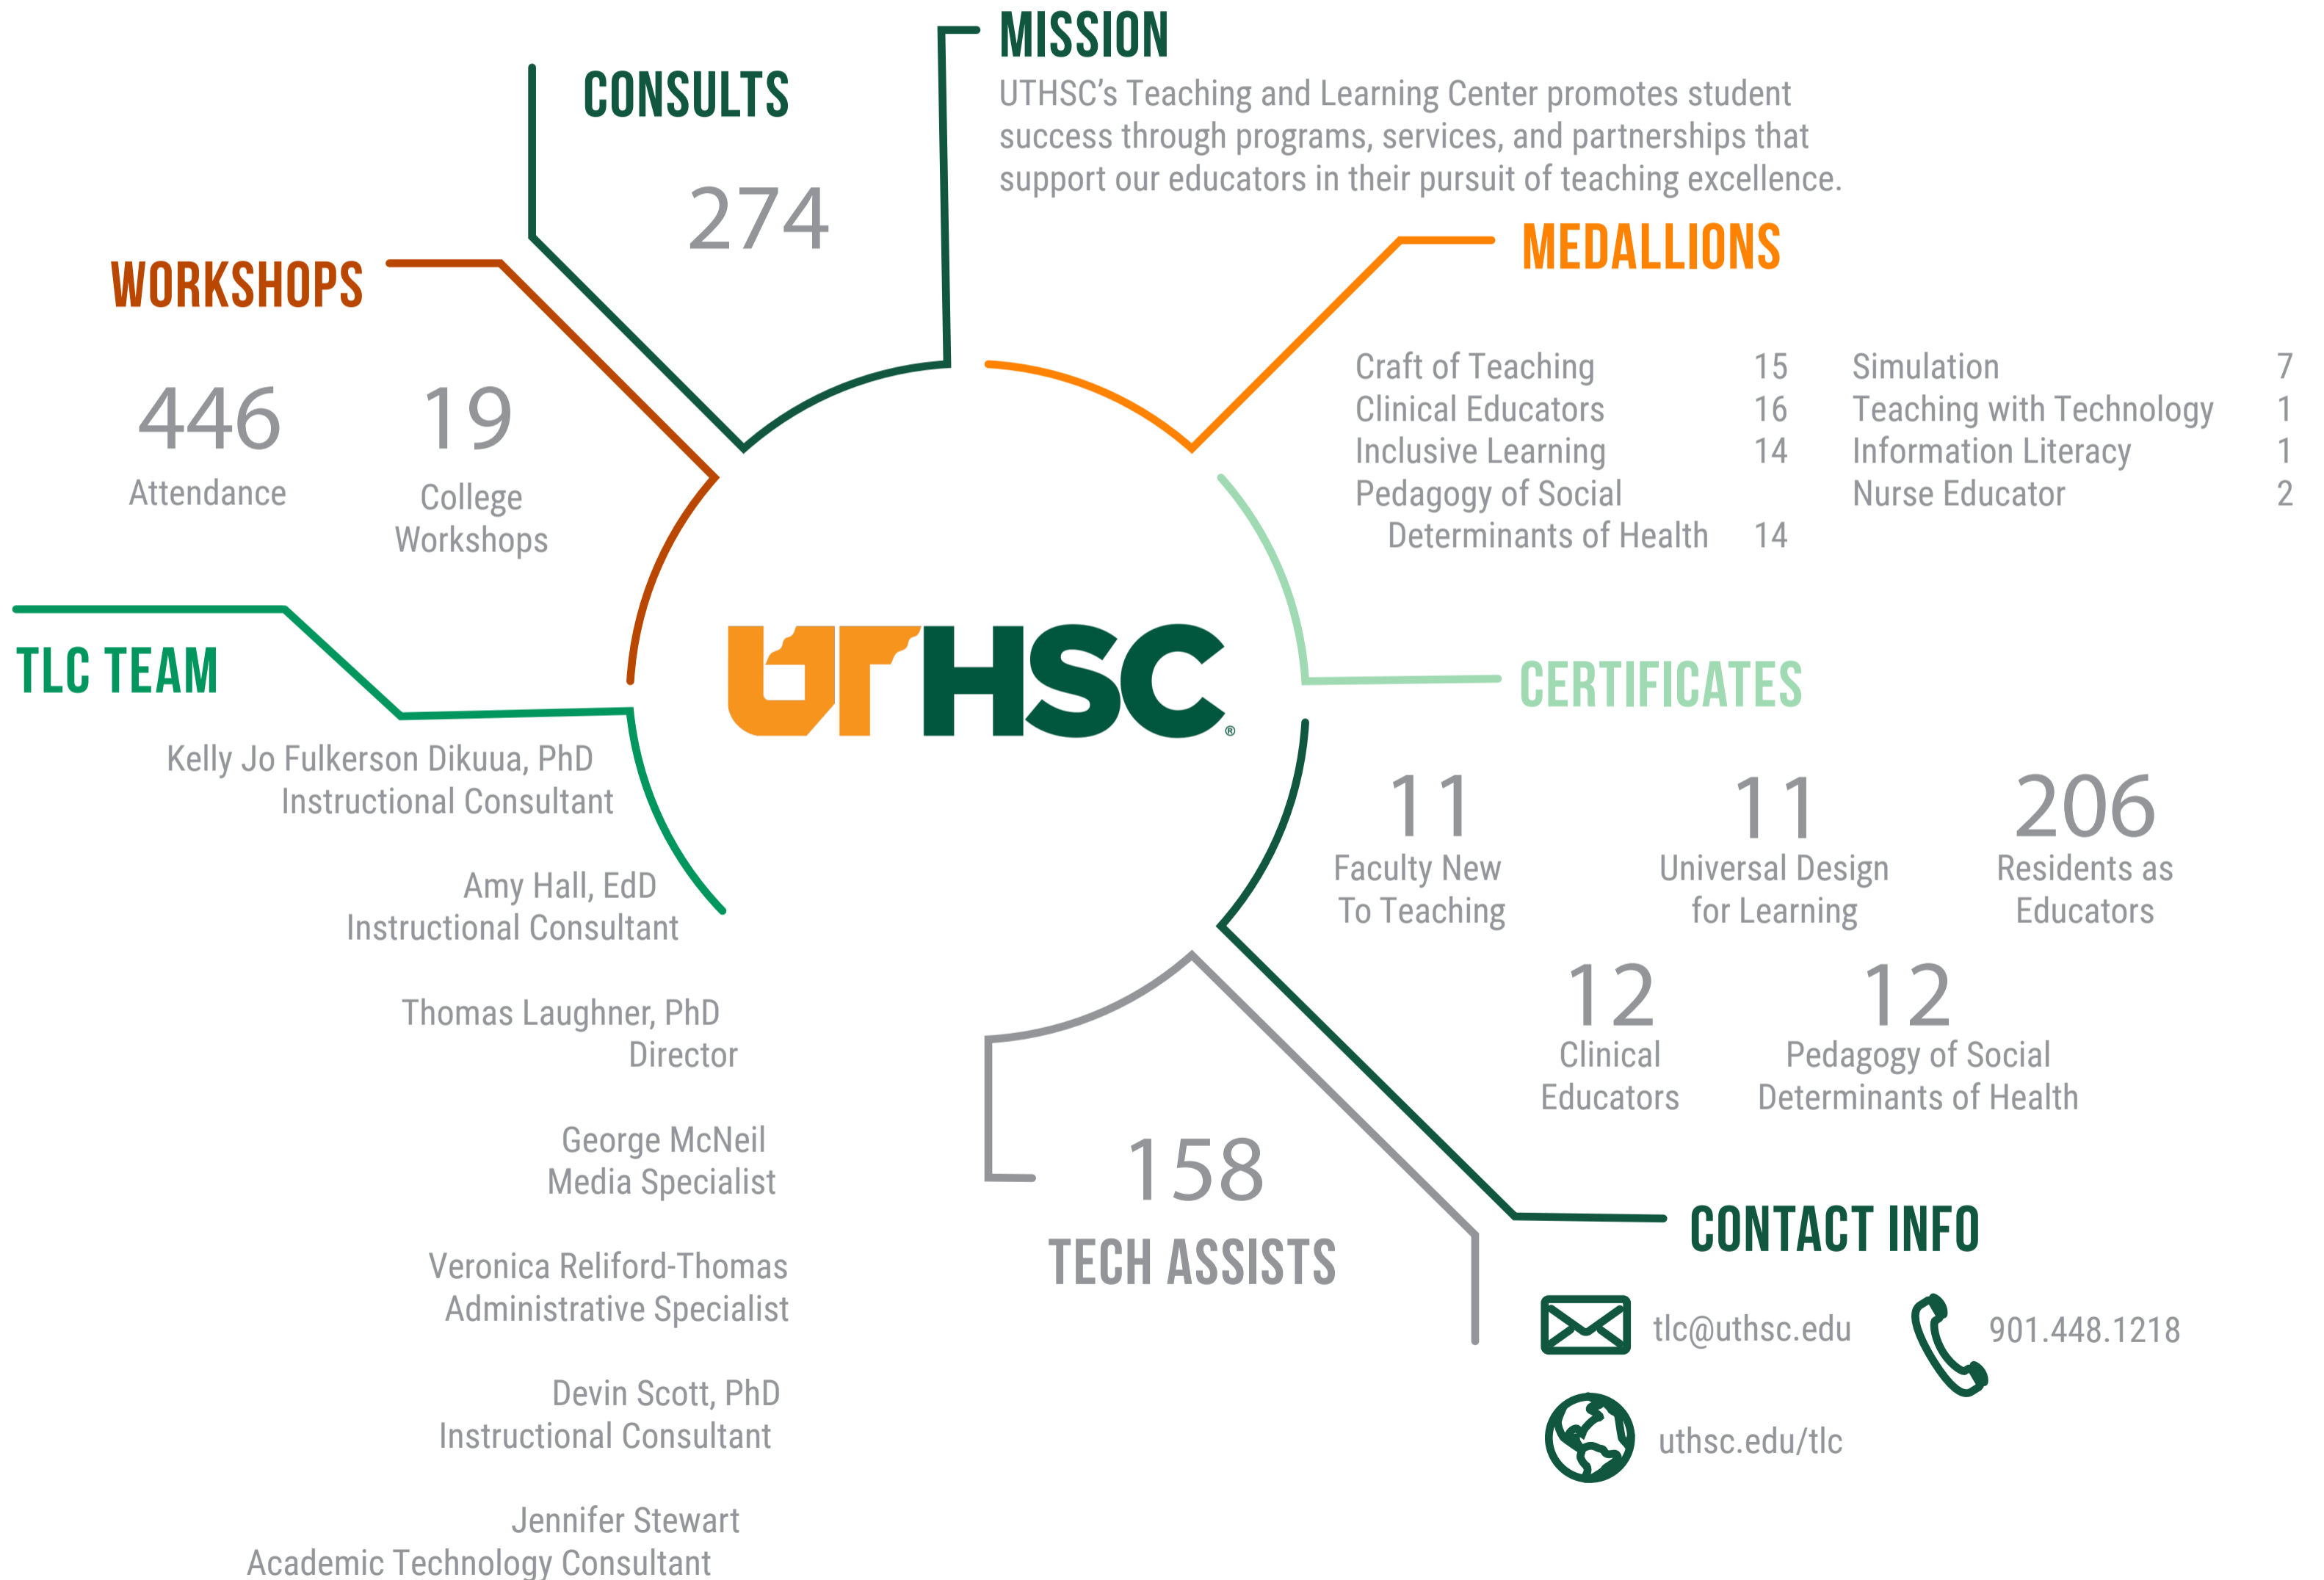 MISSION
UTHSC's Teaching and Learning Center promotes student
success through programs, services, and partnerships that
support our educators in their pursuit of teaching excellence.
CONSULTS
274
WORKSHOPS
446
Attendance
19
College
Workshops
MEDALLIONS
Craft of Teaching 15
Clinical Educators 16
Inclusive Learning 14
Pedagogy of Social
Determinants of Health 14
Simulation 7
Teaching with Technology 1
Information Literacy 1
Nurse Educator 2
TLC TEAM
Kelly Jo Fulkerson Dikuua, PhD
Instructional Consultant
Amy Hall, EdD
Instructional Consultant
Thomas Laughner, PhD
Director
George McNeil
Media Specialist
Veronica Reliford-Thomas
Administrative Specialist
Devin Scott, PhD
Instructional Consultant
Jennifer Stewart
Academic Technology Consultant
UTHSC®
CERTIFICATES
11
Faculty New
To Teaching
11
Universal Design
for Learning
206
Residents as
Educators
12
Clinical
Educators
12
Pedagogy of Social
Determinants of Health
158
TECH ASSISTS
CONTACT INFO
tlc@uthsc.edu
901.448.1218
uthsc.edu/tlc